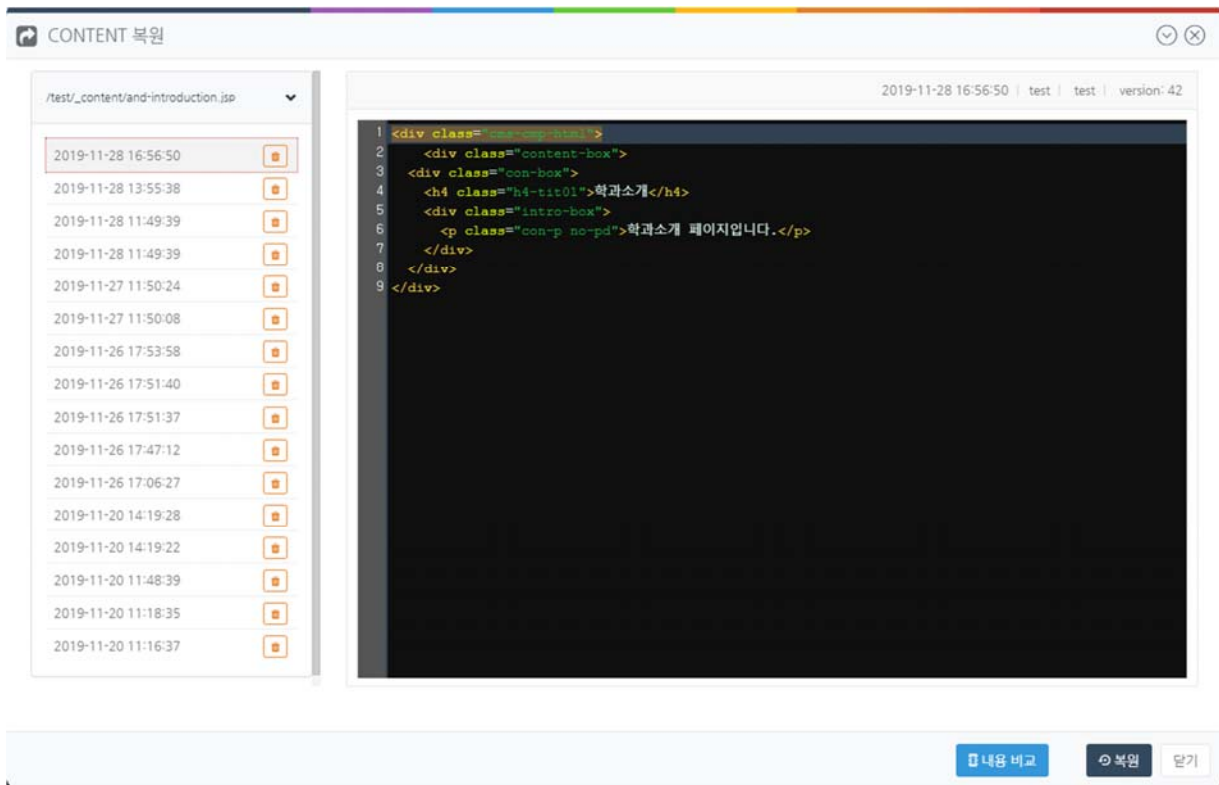 CONTENT 복원
/test/_content/and-introduction.jsp
2019-11-28 16:56:50
2019-11-28 13:55:38
2019-11-28 11:49:39
2019-11-28 11:49:39
2019-11-27 11:50:24
2019-11-27 11:50:08
2019-11-26 17:53:58
2019-11-26 17:51:40
2019-11-26 17:51:37
2019-11-26 17:47:12
2019-11-26 17:06:27
2019-11-20 14:19:28
2019-11-20 14:19:22
2019-11-20 11:48:39
2019-11-20 11:18:35
2019-11-20 11:16:37
2019-11-28 16:56:50 | test | test | version: 42
1 <div class="cms-cmp-html">
2 <div class="content-box">
3 <div class="con-box">
4 <h4 class="h4-tit01">학과소개</h4>
5 <div class="intro-box">
6 <p class="con-p no-pd">학과소개 페이지입니다.</p>
7 </div>
8 </div>
9 </div>
내용 비교 복원 닫기